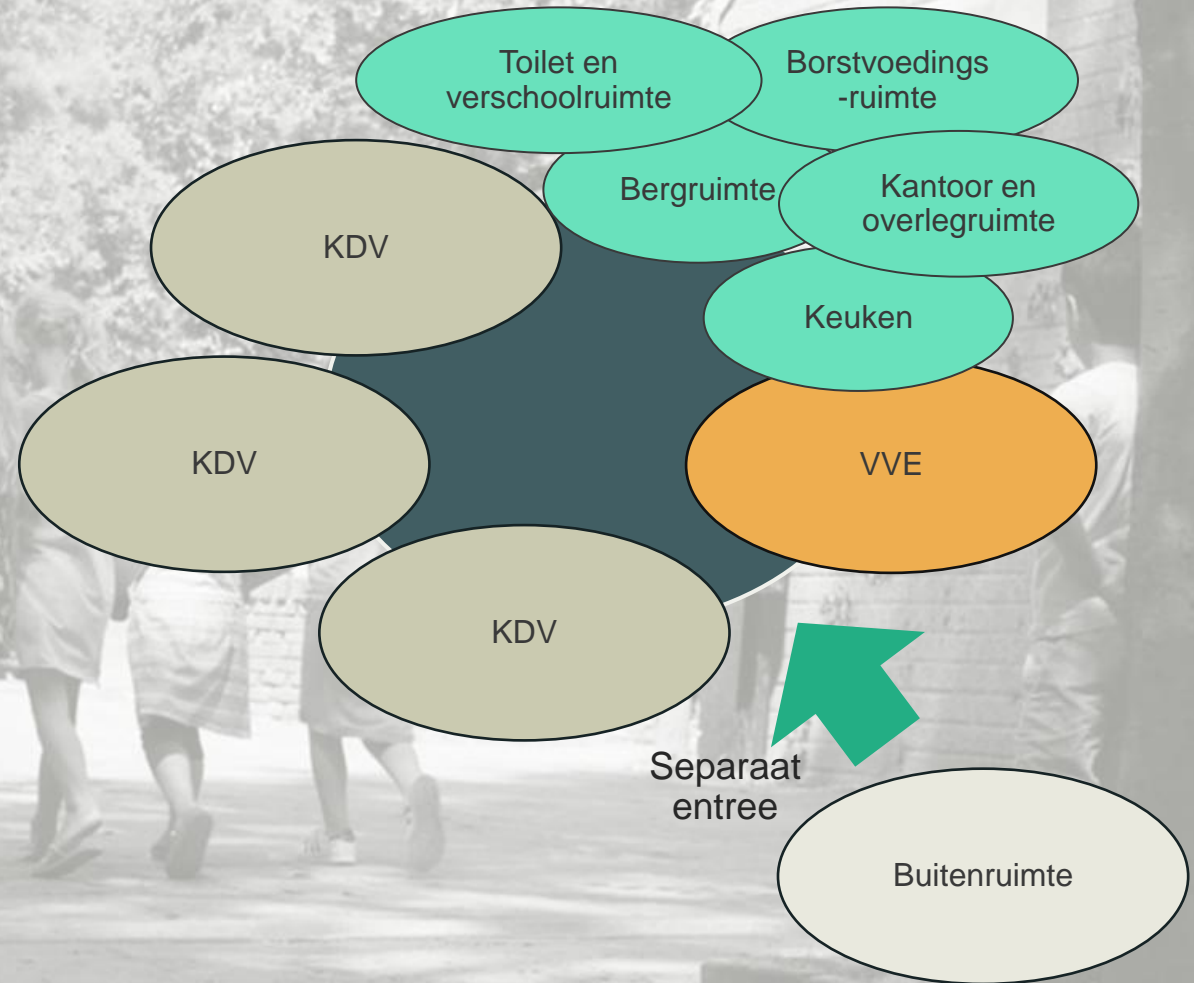 Toilet en
verschoolruimte
Borstvoedings
-ruimte
Bergruimte
Kantoor en
overlegruimte
KDV
Keuken
KDV
VVE
KDV
Separaat
entree
Buitenruimte